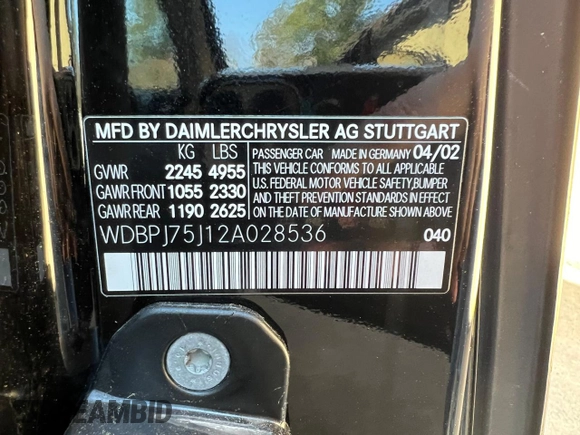 MFD BY DAIMLERCHRYSLER AG STUTTGART
KG LBS
GVWR 2245 4955
GAWR FRONT 1055 2330
GAWR REAR 1190 2625
PASSENGER CAR MADE IN GERMANY 04/02
THIS VEHICLE CONFORMS TO ALL APPLICABLE
U.S. FEDERAL MOTOR VEHICLE SAFETY, BUMPER
AND THEFT PREVENTION STANDARDS
IN EFFECT ON THE DATE OF
MANUFACTURE SHOWN ABOVE
WDBPJ75J12A028536 040